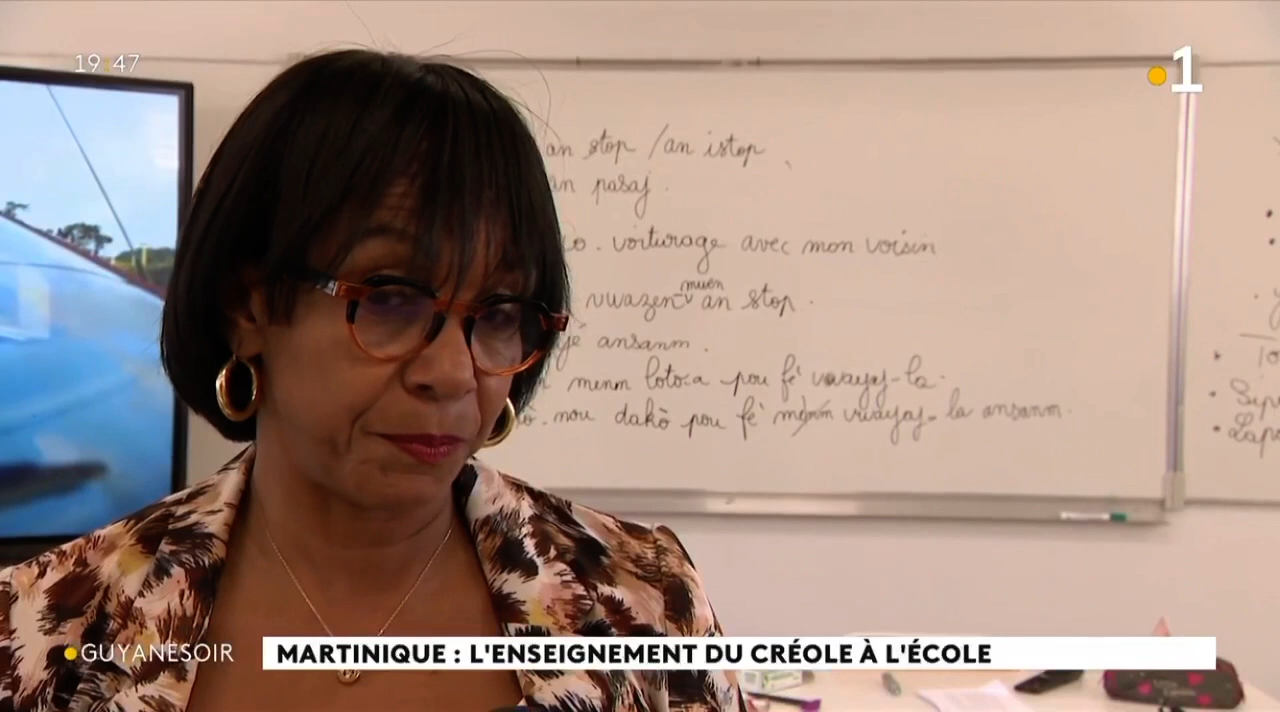 19:47
1
an stop / an istop
an pasaj.
voiturage avec mon voisin
muen
vwazen an stop.
ansanm.
menm loto-a pou fé vwayaj-la.
nou dakò pou fè menm vwayaj-la ansanm.
GUYANESOIR
MARTINIQUE : L'ENSEIGNEMENT DU CRÉOLE À L'ÉCOLE